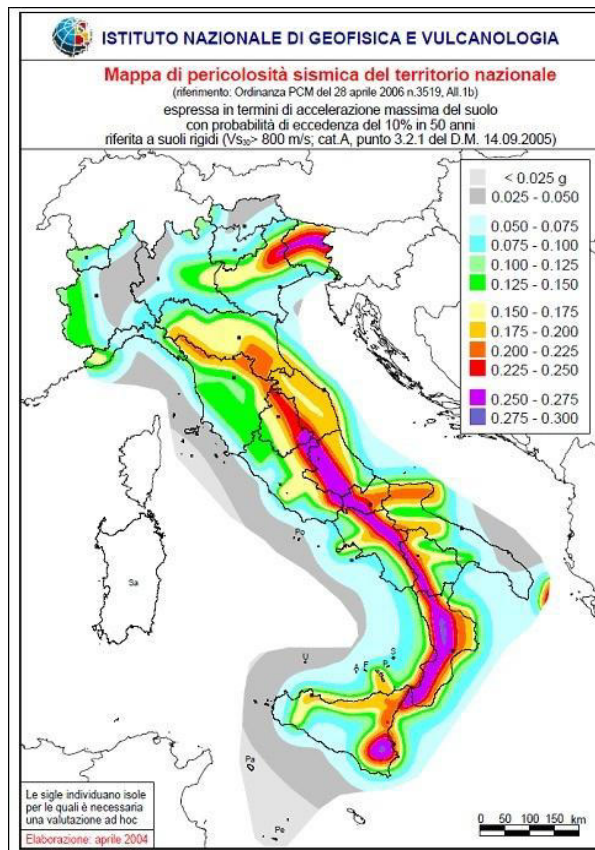 ISTITUTO NAZIONALE DI GEOFISICA E VULCANOLOGIA
Mappa di pericolosità sismica del territorio nazionale
(riferimento: Ordinanza PCM del 28 aprile 2006 n.3519, All.1b)
espressa in termini di accelerazione massima del suolo
con probabilità di eccedenza del 10% in 50 anni
riferita a suoli rigidi (Vs30> 800 m/s; cat.A, punto 3.2.1 del D.M. 14.09.2005)
< 0.025 g
0.025 - 0.050
0.050 - 0.075
0.075 - 0.100
0.100 - 0.125
0.125 - 0.150
0.150 - 0.175
0.175 - 0.200
0.200 - 0.225
0.225 - 0.250
0.250 - 0.275
0.275 - 0.300
Po
Sa
U
S
A
F
P
Pa
Pe
Le sigle individuano isole
per le quali è necessaria
una valutazione ad hoc
Elaborazione: aprile 2004
0 50 100 150 km